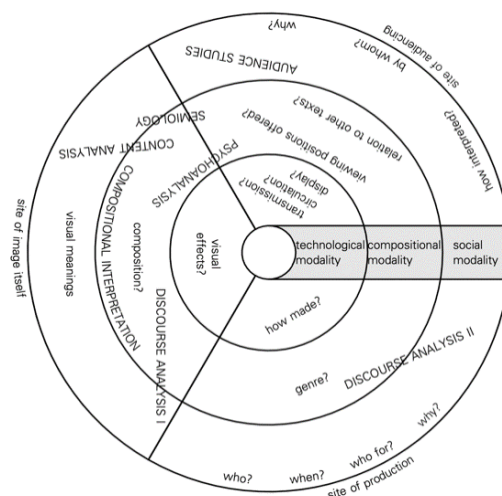 why?
by whom?
site of audiencing
how interpreted?
AUDIENCE STUDIES
relation to other texts?
viewing positions offered?
transmission?
circulation?
display?
SEMIOLOGY
CONTENT ANALYSIS
PSYCHOANALYSIS
COMPOSITIONAL INTERPRETATION
site of image itself
visual meanings
composition?
visual
effects?
DISCOURSE ANALYSIS I
technological
modality
compositional
modality
social
modality
how made?
genre?
DISCOURSE ANALYSIS II
why?
who for?
when?
who?
site of production